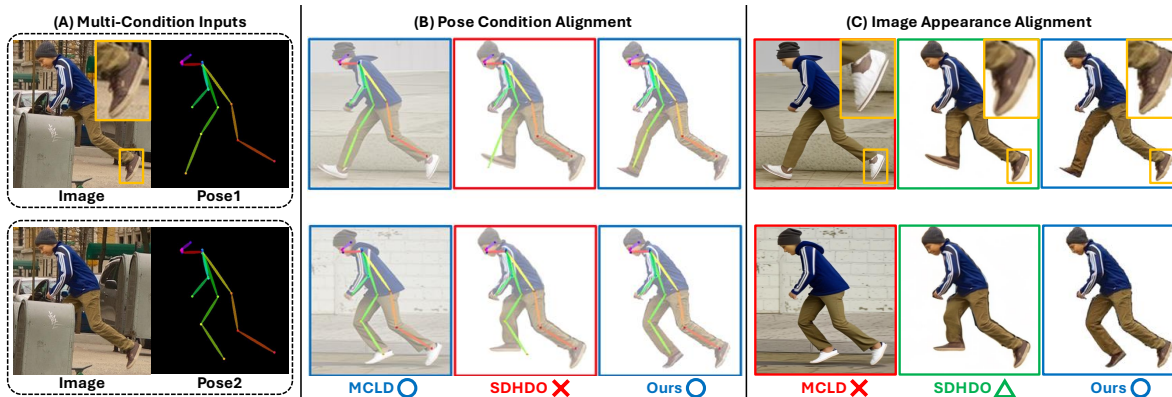 (A) Multi-Condition Inputs
(B) Pose Condition Alignment
(C) Image Appearance Alignment
Image
Pose1
Image
Pose2
MCLD
SDHDO
Ours
MCLD
SDHDO
Ours